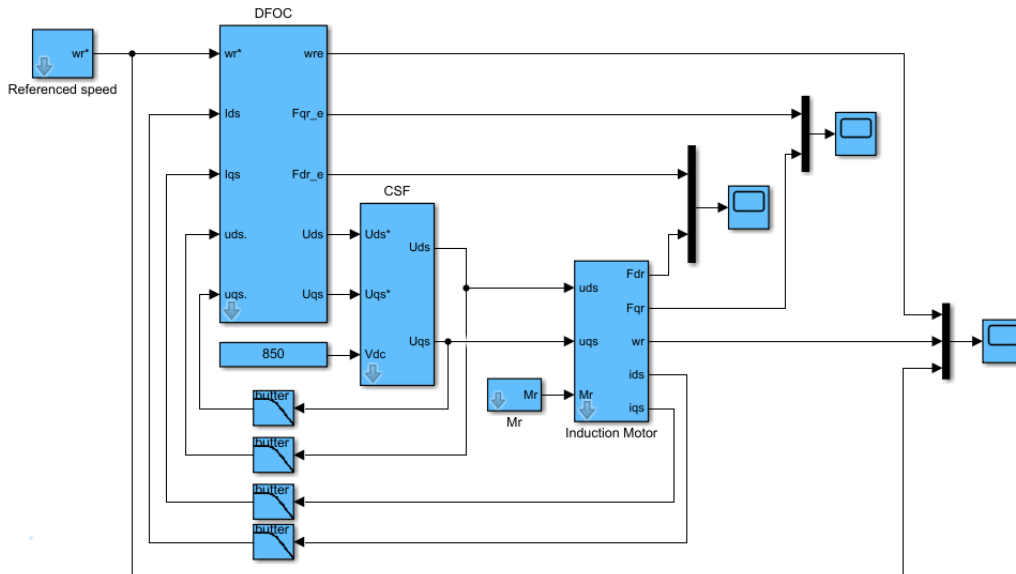 DFOC
wr*
Referenced speed
wr*
wre
Ids
Fqr_e
Iqs
Fdr_e
uds.
Uds
uqs.
Uqs
CSF
Uds*
Uds
Uqs*
Uqs
Vdc
850
Fdr
uds
Fqr
uqs
wr
ids
Mr
iqs
Induction Motor
Mr
Mr
butter
butter
butter
butter